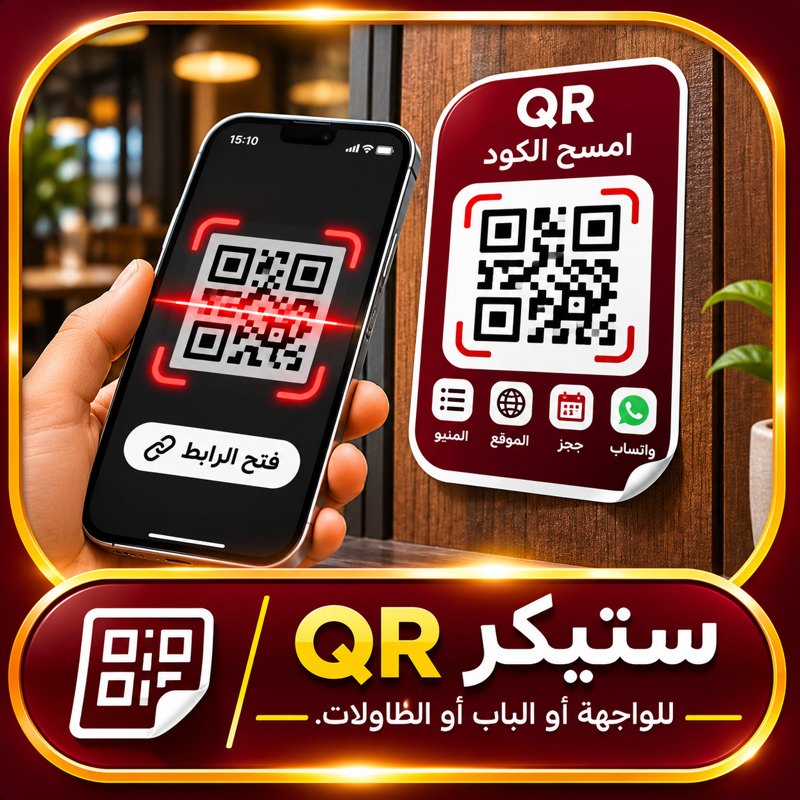 15:10
فتح الرابط
QR
امسح الكود
المنيو
الموقع
حجز
واتساب
ستيكر QR
للواجهة أو الباب أو الطاولات.